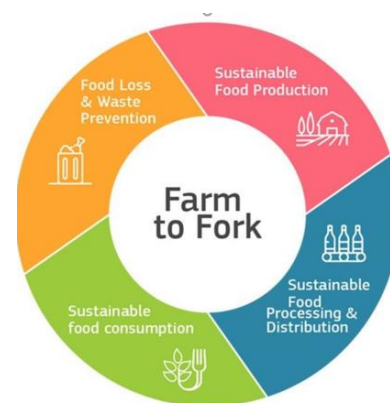 Farm
to Fork
Sustainable
Food Production
Sustainable
Food
Processing &
Distribution
Sustainable
food consumption
Food Loss
& Waste
Prevention